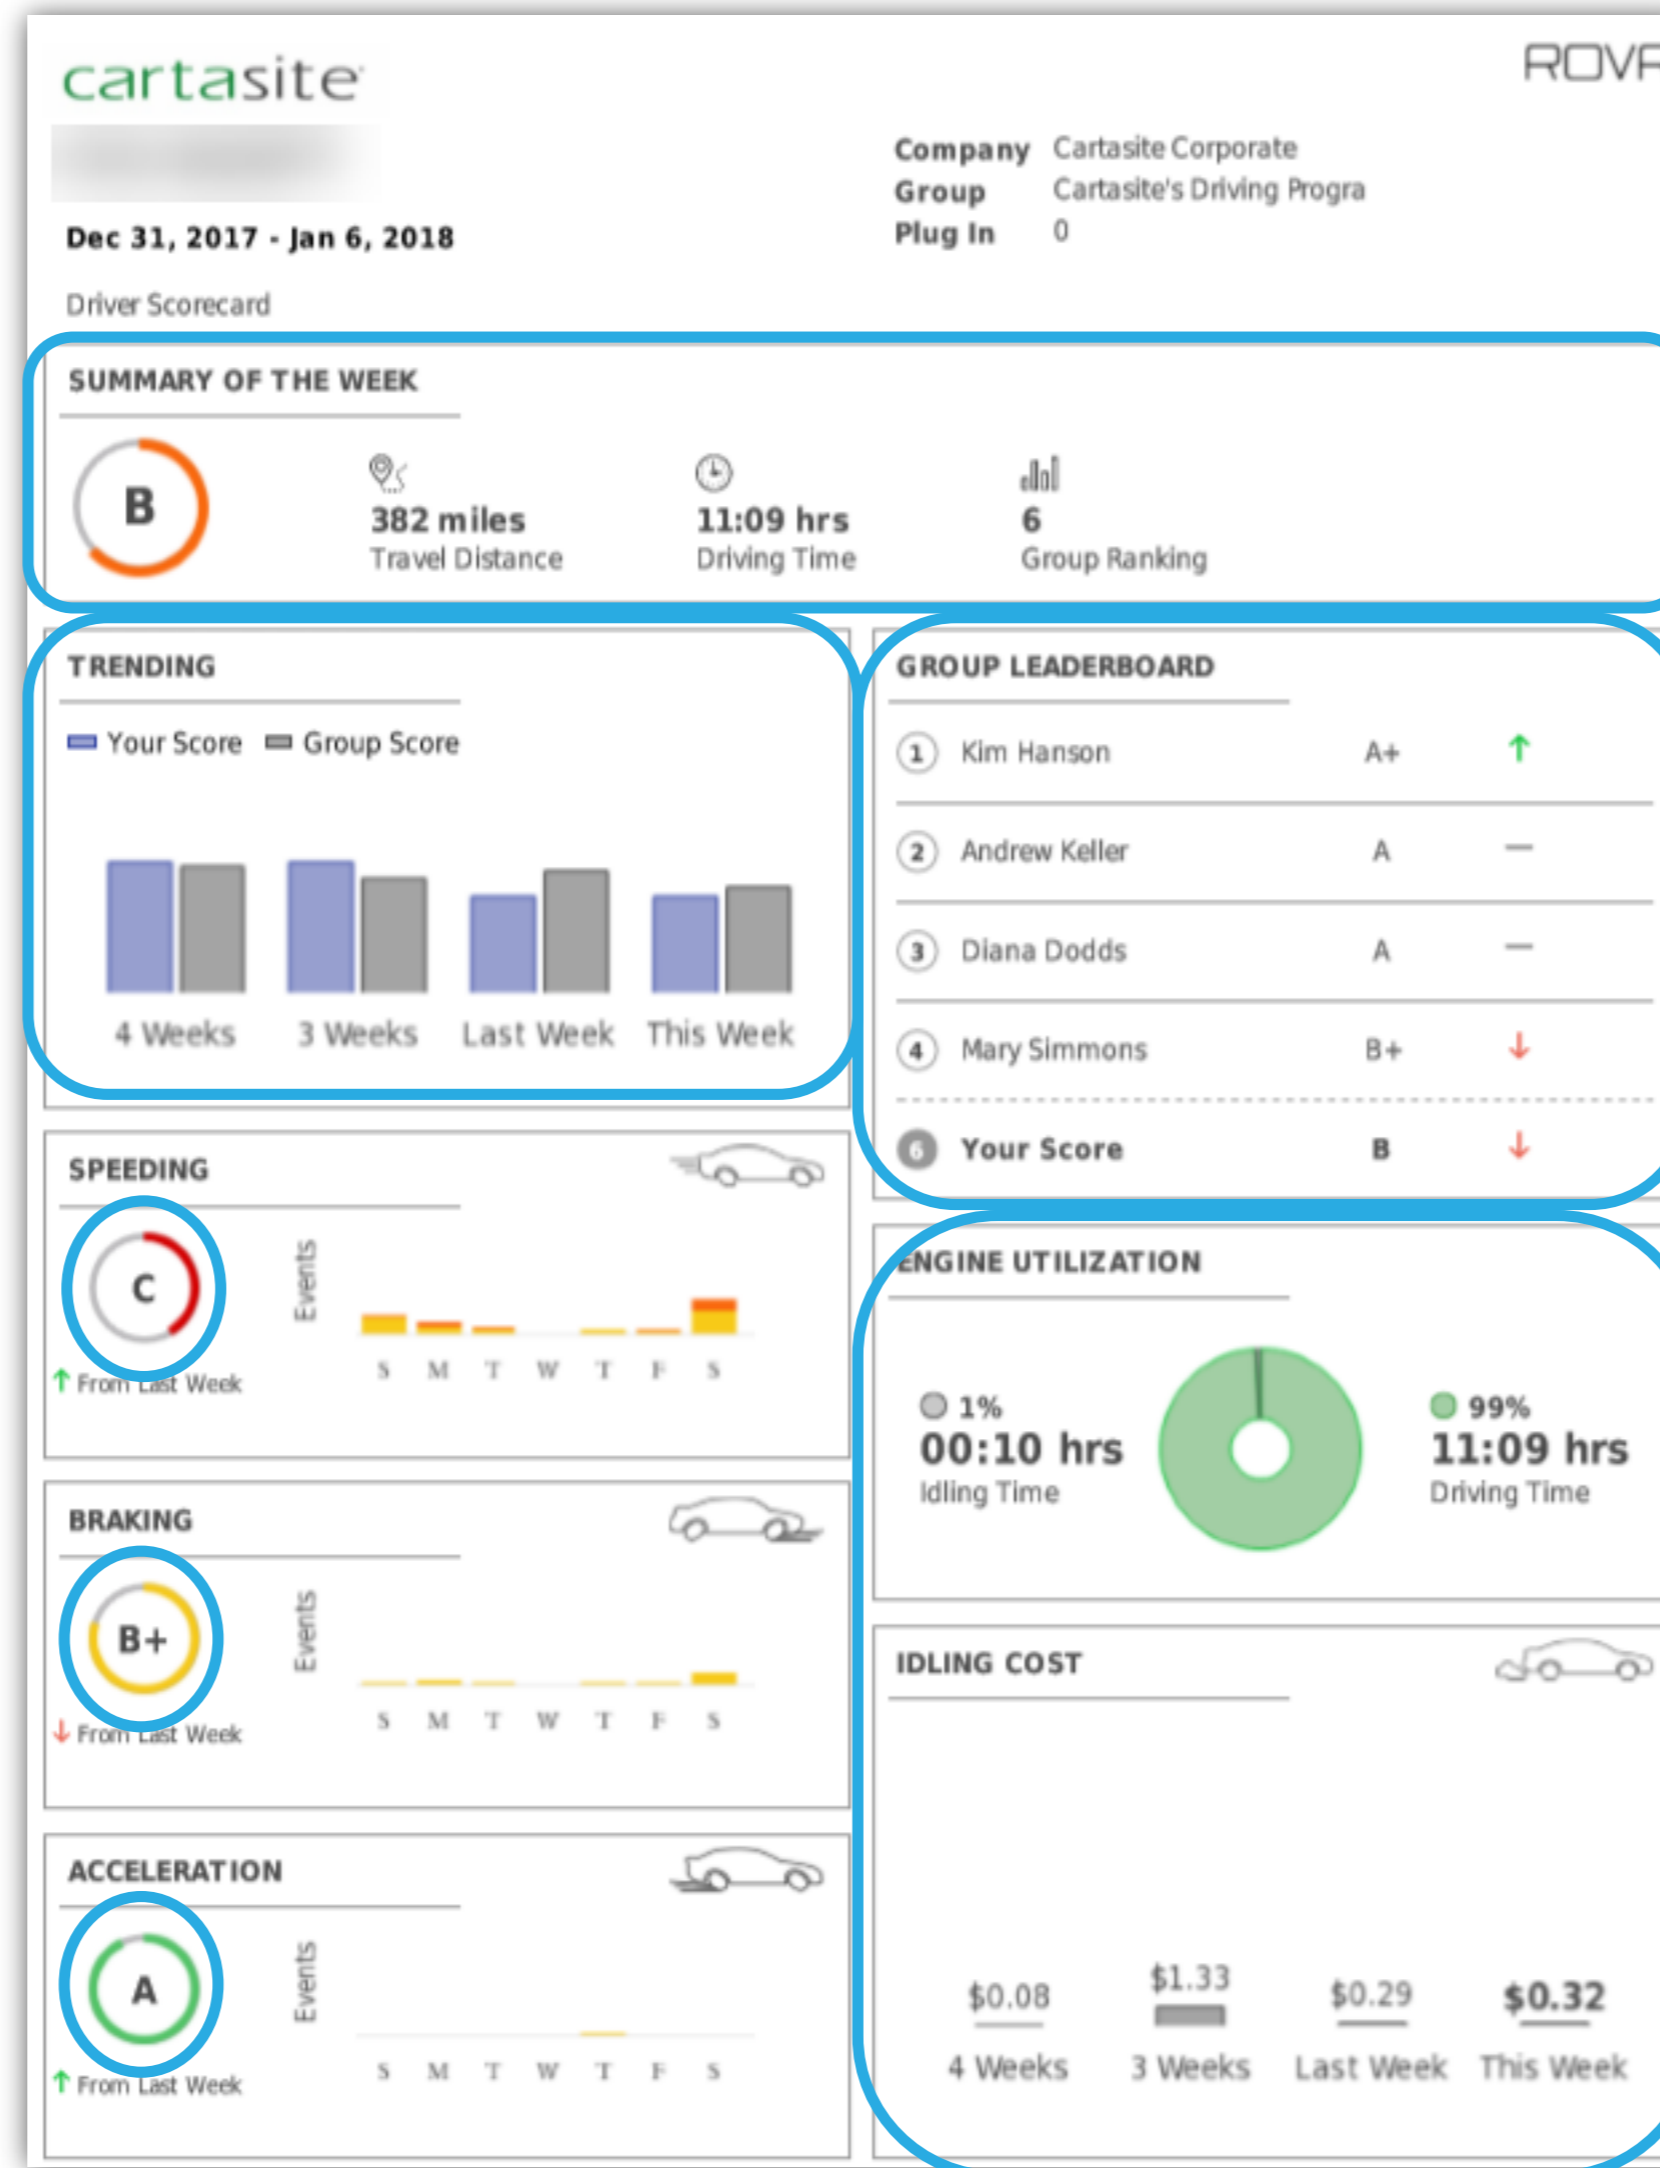 cartasite
Company Cartasite Corporate
Group Cartasite's Driving Progra
Plug In 0
Dec 31, 2017 - Jan 6, 2018
Driver Scorecard
SUMMARY OF THE WEEK
B
382 miles
Travel Distance
11:09 hrs
Driving Time
6
Group Ranking
TRENDING
Your Score Group Score
4 Weeks 3 Weeks Last Week This Week
GROUP LEADERBOARD
1 Kim Hanson A+ ↑
2 Andrew Keller A —
3 Diana Dodds A —
4 Mary Simmons B+ ↓
6 Your Score B ↓
SPEEDING
C
↑ From Last Week
Events
S M T W T F S
BRAKING
B+
↓ From Last Week
Events
S M T W T F S
ACCELERATION
A
↑ From Last Week
Events
S M T W T F S
ENGINE UTILIZATION
1%
00:10 hrs
Idling Time
99%
11:09 hrs
Driving Time
IDLING COST
$0.08 $1.33 $0.29 $0.32
4 Weeks 3 Weeks Last Week This Week